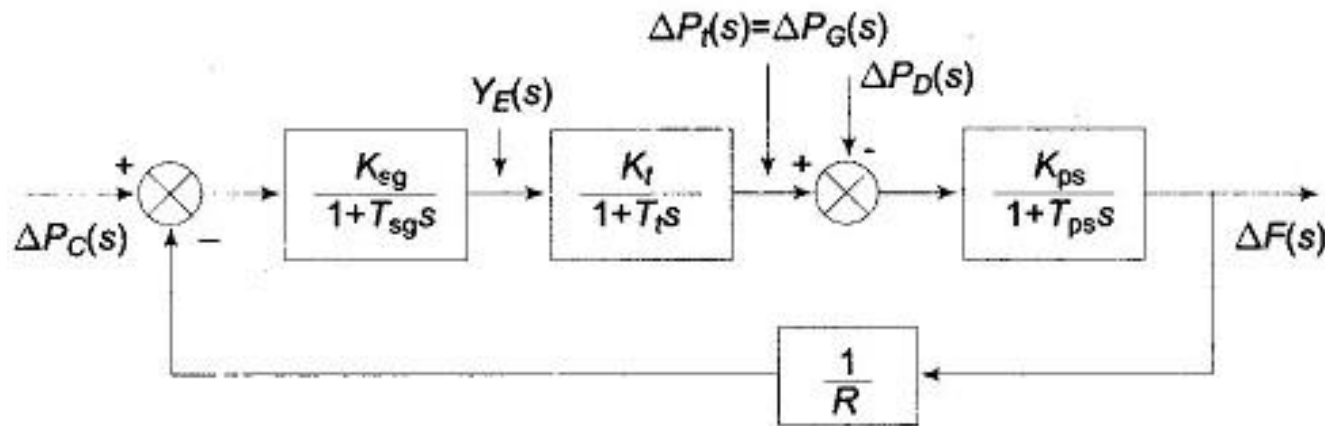 ΔP_t(s)=ΔP_G(s)
Y_E(s)
ΔP_D(s)
+
K_sg
1+T_sg s
K_t
1+T_t s
+
-
K_ps
1+T_ps s
ΔP_C(s)
−
ΔF(s)
1
R